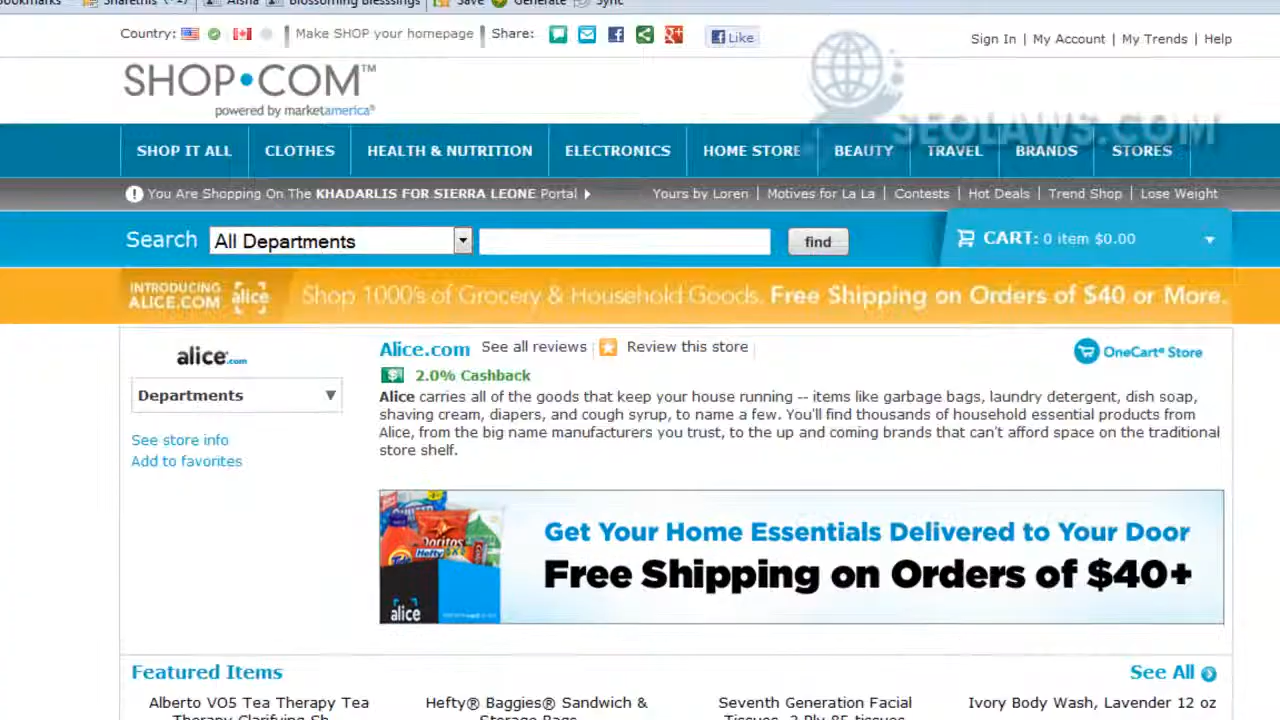 Bookmarks Sharethis Aisha Blossoming Blesssings Save Generate Sync
Country: Make SHOP your homepage Share: Like
Sign In | My Account | My Trends | Help
SHOP•COM™
powered by marketamerica®
SEOLAWS.COM
SHOP IT ALL CLOTHES HEALTH & NUTRITION ELECTRONICS HOME STORE BEAUTY TRAVEL BRANDS STORES
You Are Shopping On The KHADARLIS FOR SIERRA LEONE Portal
Yours by Loren | Motives for La La | Contests | Hot Deals | Trend Shop | Lose Weight
Search All Departments find CART: 0 item $0.00
INTRODUCING
ALICE.COM
alice
Shop 1000's of Grocery & Household Goods. Free Shipping on Orders of $40 or More.
alice.com
Departments
See store info
Add to favorites
Alice.com See all reviews Review this store
OneCart® Store
2.0% Cashback
Alice carries all of the goods that keep your house running -- items like garbage bags, laundry detergent, dish soap,
shaving cream, diapers, and cough syrup, to name a few. You'll find thousands of household essential products from
Alice, from the big name manufacturers you trust, to the up and coming brands that can't afford space on the traditional
store shelf.
Doritos
Tide
Hefty
alice
Get Your Home Essentials Delivered to Your Door
Free Shipping on Orders of $40+
Featured Items
See All
Alberto VO5 Tea Therapy Tea
Therapy Clarifying Sh...
Hefty® Baggies® Sandwich &
Storage Bags
Seventh Generation Facial
Tissues, 2-Ply 85 tissues
Ivory Body Wash, Lavender 12 oz